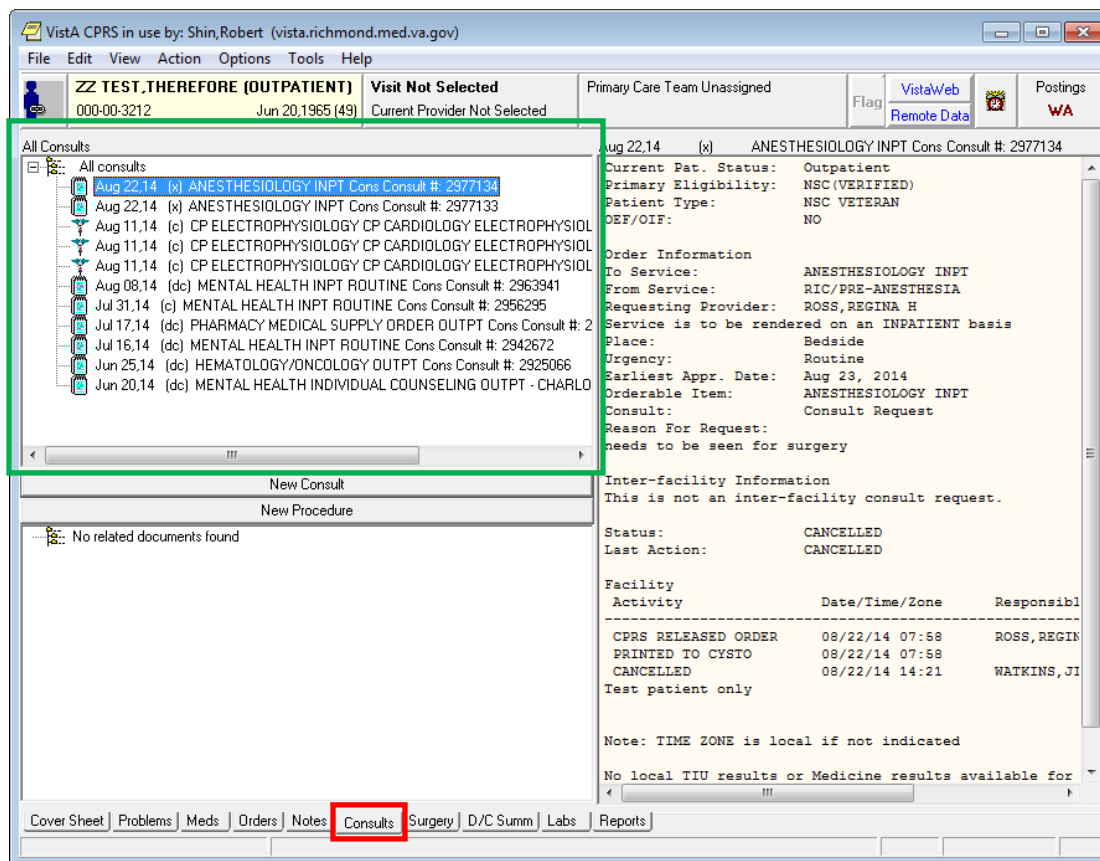 VistA CPRS in use by: Shin,Robert (vista.richmond.med.va.gov)
File Edit View Action Options Tools Help
ZZ TEST,THEREFORE (OUTPATIENT)
000-00-3212 Jun 20,1965 (49)
Visit Not Selected
Current Provider Not Selected
Primary Care Team Unassigned
Flag
VistaWeb
Remote Data
Postings
WA
All Consults
All consults
Aug 22,14 (x) ANESTHESIOLOGY INPT Cons Consult #: 2977134
Aug 22,14 (x) ANESTHESIOLOGY INPT Cons Consult #: 2977133
Aug 11,14 (c) CP ELECTROPHYSIOLOGY CP CARDIOLOGY ELECTROPHYSIOL
Aug 11,14 (c) CP ELECTROPHYSIOLOGY CP CARDIOLOGY ELECTROPHYSIOL
Aug 11,14 (c) CP ELECTROPHYSIOLOGY CP CARDIOLOGY ELECTROPHYSIOL
Aug 08,14 (dc) MENTAL HEALTH INPT ROUTINE Cons Consult #: 2963941
Jul 31,14 (c) MENTAL HEALTH INPT ROUTINE Cons Consult #: 2956295
Jul 17,14 (dc) PHARMACY MEDICAL SUPPLY ORDER OUTPT Cons Consult #: 2
Jul 16,14 (dc) MENTAL HEALTH INPT ROUTINE Cons Consult #: 2942672
Jun 25,14 (dc) HEMATOLOGY/ONCOLOGY OUTPT Cons Consult #: 2925066
Jun 20,14 (dc) MENTAL HEALTH INDIVIDUAL COUNSELING OUTPT - CHARLO
New Consult
New Procedure
No related documents found
Aug 22,14 (x) ANESTHESIOLOGY INPT Cons Consult #: 2977134
Current Pat. Status: Outpatient
Primary Eligibility: NSC(VERIFIED)
Patient Type: NSC VETERAN
OEF/OIF: NO
Order Information
To Service: ANESTHESIOLOGY INPT
From Service: RIC/PRE-ANESTHESIA
Requesting Provider: ROSS,REGINA H
Service is to be rendered on an INPATIENT basis
Place: Bedside
Urgency: Routine
Earliest Appr. Date: Aug 23, 2014
Orderable Item: ANESTHESIOLOGY INPT
Consult: Consult Request
Reason For Request:
needs to be seen for surgery
Inter-facility Information
This is not an inter-facility consult request.
Status: CANCELLED
Last Action: CANCELLED
Facility
Activity Date/Time/Zone Responsibl
CPRS RELEASED ORDER 08/22/14 07:58 ROSS,REGIN
PRINTED TO CYSTO 08/22/14 07:58
CANCELLED 08/22/14 14:21 WATKINS,JI
Test patient only
Note: TIME ZONE is local if not indicated
No local TIU results or Medicine results available for
Cover Sheet Problems Meds Orders Notes Consults Surgery D/C Summ Labs Reports